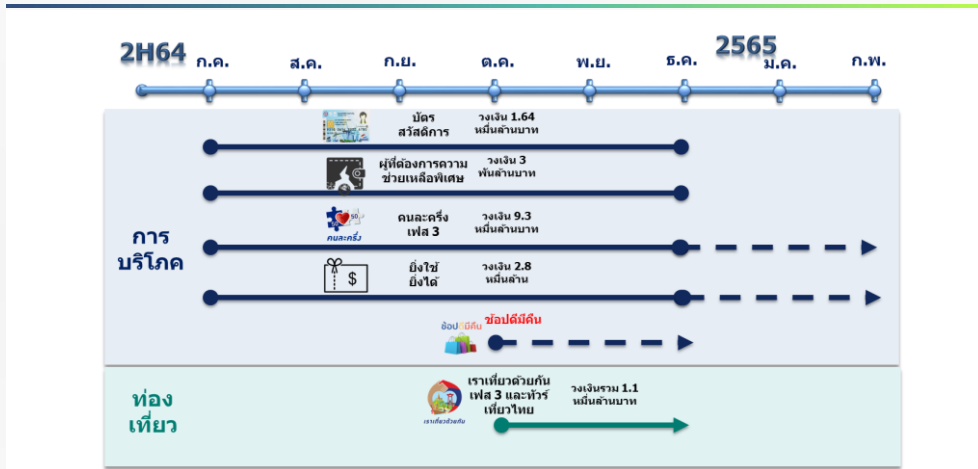 2H64
ก.ค.
ส.ค.
ก.ย.
ต.ค.
พ.ย.
ธ.ค.
2565
ม.ค.
ก.พ.
การ
บริโภค
บัตร
สวัสดิการ
วงเงิน 1.64
หมื่นล้านบาท
ผู้ที่ต้องการความ
ช่วยเหลือพิเศษ
วงเงิน 3
พันล้านบาท
คนละครึ่ง
คนละครึ่ง
เฟส 3
วงเงิน 9.3
หมื่นล้านบาท
$
ยิ่งใช้
ยิ่งได้
วงเงิน 2.8
หมื่นล้าน
ช้อปดีมีคืน
ช้อปดีมีคืน
ท่อง
เที่ยว
เราเที่ยวด้วยกัน
เราเที่ยวด้วยกัน
เฟส 3 และทัวร์
เที่ยวไทย
วงเงินรวม 1.1
หมื่นล้านบาท